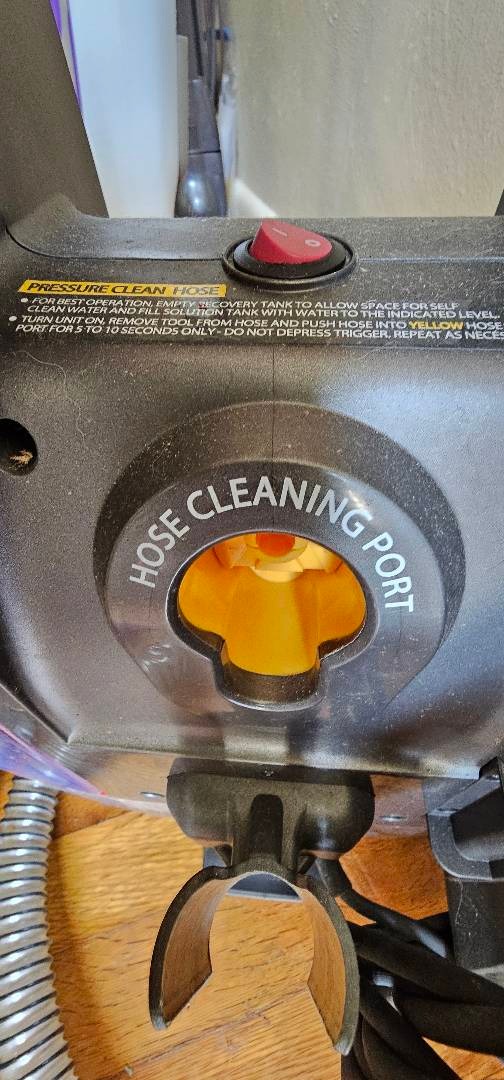 PRESSURE CLEAN HOSE
• FOR BEST OPERATION, EMPTY RECOVERY TANK TO ALLOW SPACE FOR SELF
CLEAN WATER AND FILL SOLUTION TANK WITH WATER TO THE INDICATED LEVEL.
• TURN UNIT ON, REMOVE TOOL FROM HOSE AND PUSH HOSE INTO YELLOW HOSE
PORT FOR 5 TO 10 SECONDS ONLY - DO NOT DEPRESS TRIGGER, REPEAT AS
HOSE CLEANING PORT